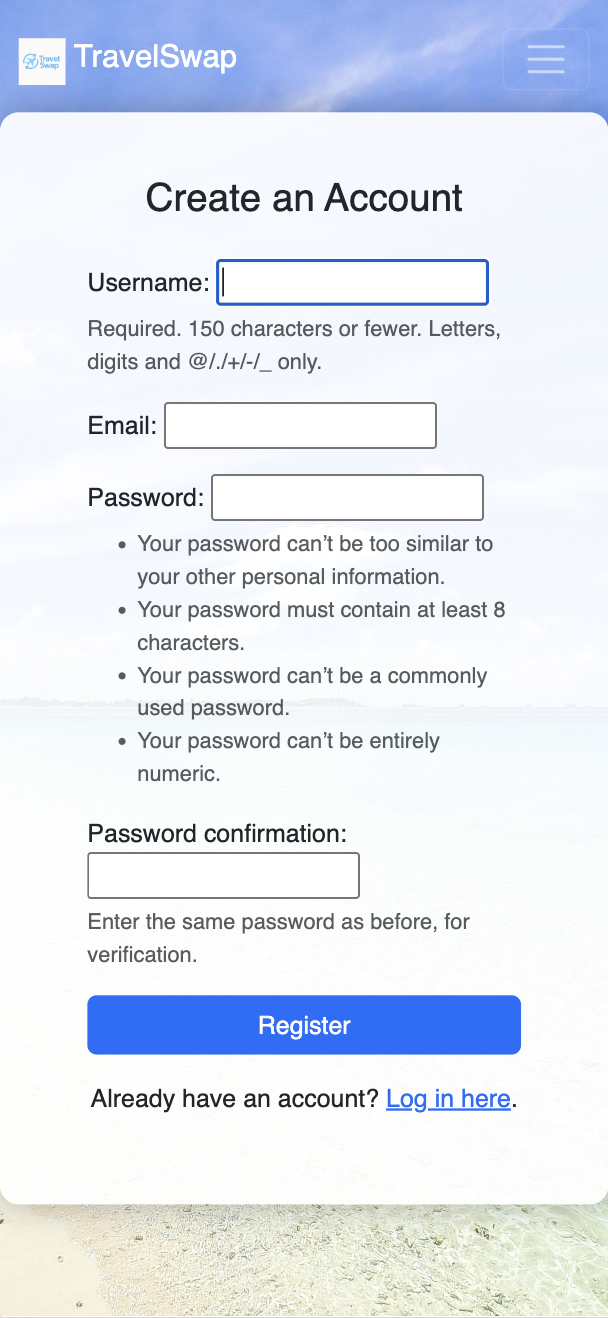 Travel
Swap
TravelSwap
Create an Account
Username:
Required. 150 characters or fewer. Letters,
digits and @/./+/-/_ only.
Email:
Password:
• Your password can’t be too similar to
your other personal information.
• Your password must contain at least 8
characters.
• Your password can’t be a commonly
used password.
• Your password can’t be entirely
numeric.
Password confirmation:
Enter the same password as before, for
verification.
Register
Already have an account? Log in here.